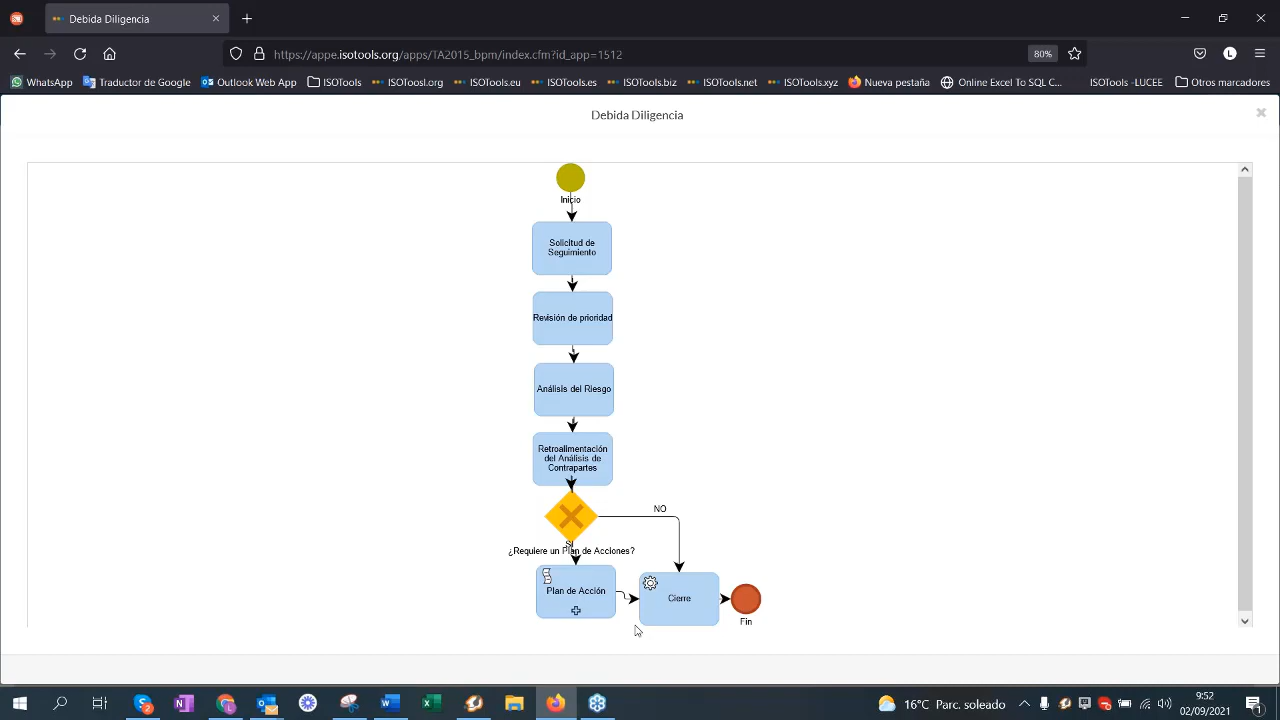 Debida Diligencia
https://appe.isotools.org/apps/TA2015_bpm/index.cfm?id_app=1512
80%
L
WhatsApp
Traductor de Google
Outlook Web App
ISOTools
ISOToosl.org
ISOTools.eu
ISOTools.es
ISOTools.biz
ISOTools.net
ISOTools.xyz
Nueva pestaña
Online Excel To SQL C...
ISOTools -LUCEE
Otros marcadores
Debida Diligencia
Inicio
Solicitud de
Seguimiento
Revisión de prioridad
Análisis del Riesgo
Retroalimentación
del Análisis de
Contrapartes
NO
SI
¿Requiere un Plan de Acciones?
Plan de Acción
Cierre
Fin
2
16°C Parc. soleado
9:52
02/09/2021